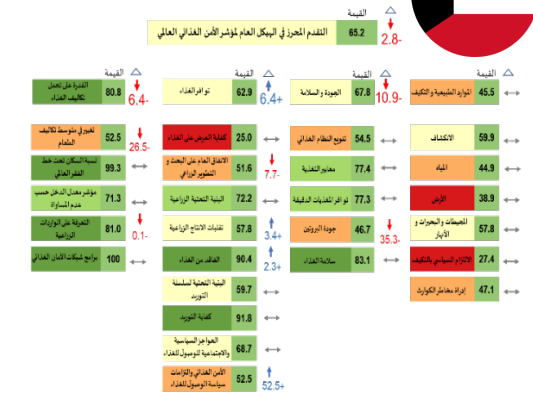 القيمة △
التقدم المحرز في الهيكل العام لمؤشر الأمن الغذائي العالمي 65.2 2.8-
القيمة △
الموارد الطبيعية والتكيف 45.5
الانكشاف 59.9
المياه 44.9
الأرض 38.9
المحيطات و البحيرات و الأنهار 57.8
الالتزام السياسي بالتكيف 27.4
إدراة مخاطر الكوارث 47.1
القيمة △
الجودة و السلامة 67.8 10.9-
تنويع النظام الغذائي 54.5
معايير التغذية 77.4
توافر المغذيات الدقيقة 77.3
جودة البروتين 46.7 35.3-
سلامة الغذاء 83.1
القيمة △
توافر الغذاء 62.9 6.4+
كفاية العرض على الغذاء 25.0
الانفاق العام على البحث و التطوير الزراعي 51.6 7.7-
البنية التحتية الزراعية 72.2
تقلبات الانتاج الزراعية 57.8 3.4+
الفاقد من الغذاء 90.4 2.3+
البنية التحتية لسلسلة التوريد 59.7
كفاية التوريد 91.8
الحواجز السياسية والاجتماعية للوصول للغذاء 68.7
الأمن الغذائي والتزامات سياسة الوصول للغذاء 52.5 52.5+
القيمة △
القدرة على تحمل تكاليف الغذاء 80.8 6.4-
تغيير في متوسط تكاليف الطعام 52.5 26.5-
نسبة السكان تحت خط الفقر العالمي 99.3
مؤشر معدل الدخل حسب عدم المساواة 71.3
التعرفة على الواردات الزراعية 81.0 0.1-
برامج شبكات الأمان الغذائي 100